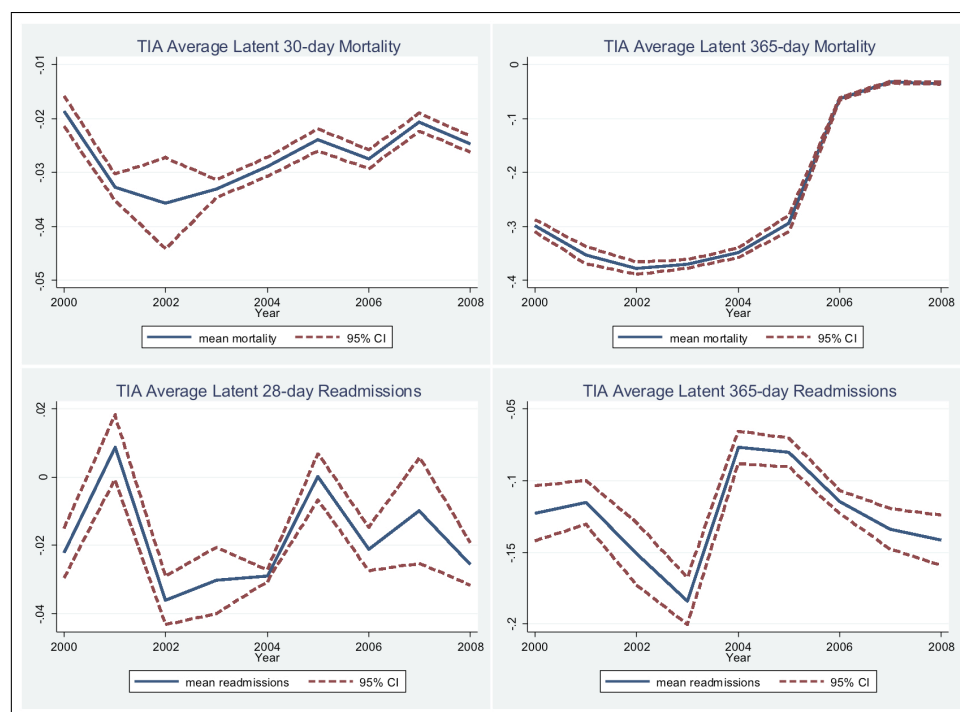 TIA Average Latent 30-day Mortality
-.01
-.02
-.03
-.04
-.05
2000 2002 2004 2006 2008
Year
mean mortality 95% CI
TIA Average Latent 365-day Mortality
0
-.1
-.2
-.3
-.4
2000 2002 2004 2006 2008
Year
mean mortality 95% CI
TIA Average Latent 28-day Readmissions
.02
0
-.02
-.04
2000 2002 2004 2006 2008
Year
mean readmissions 95% CI
TIA Average Latent 365-day Readmissions
-.05
-.1
-.15
-.2
2000 2002 2004 2006 2008
Year
mean readmissions 95% CI